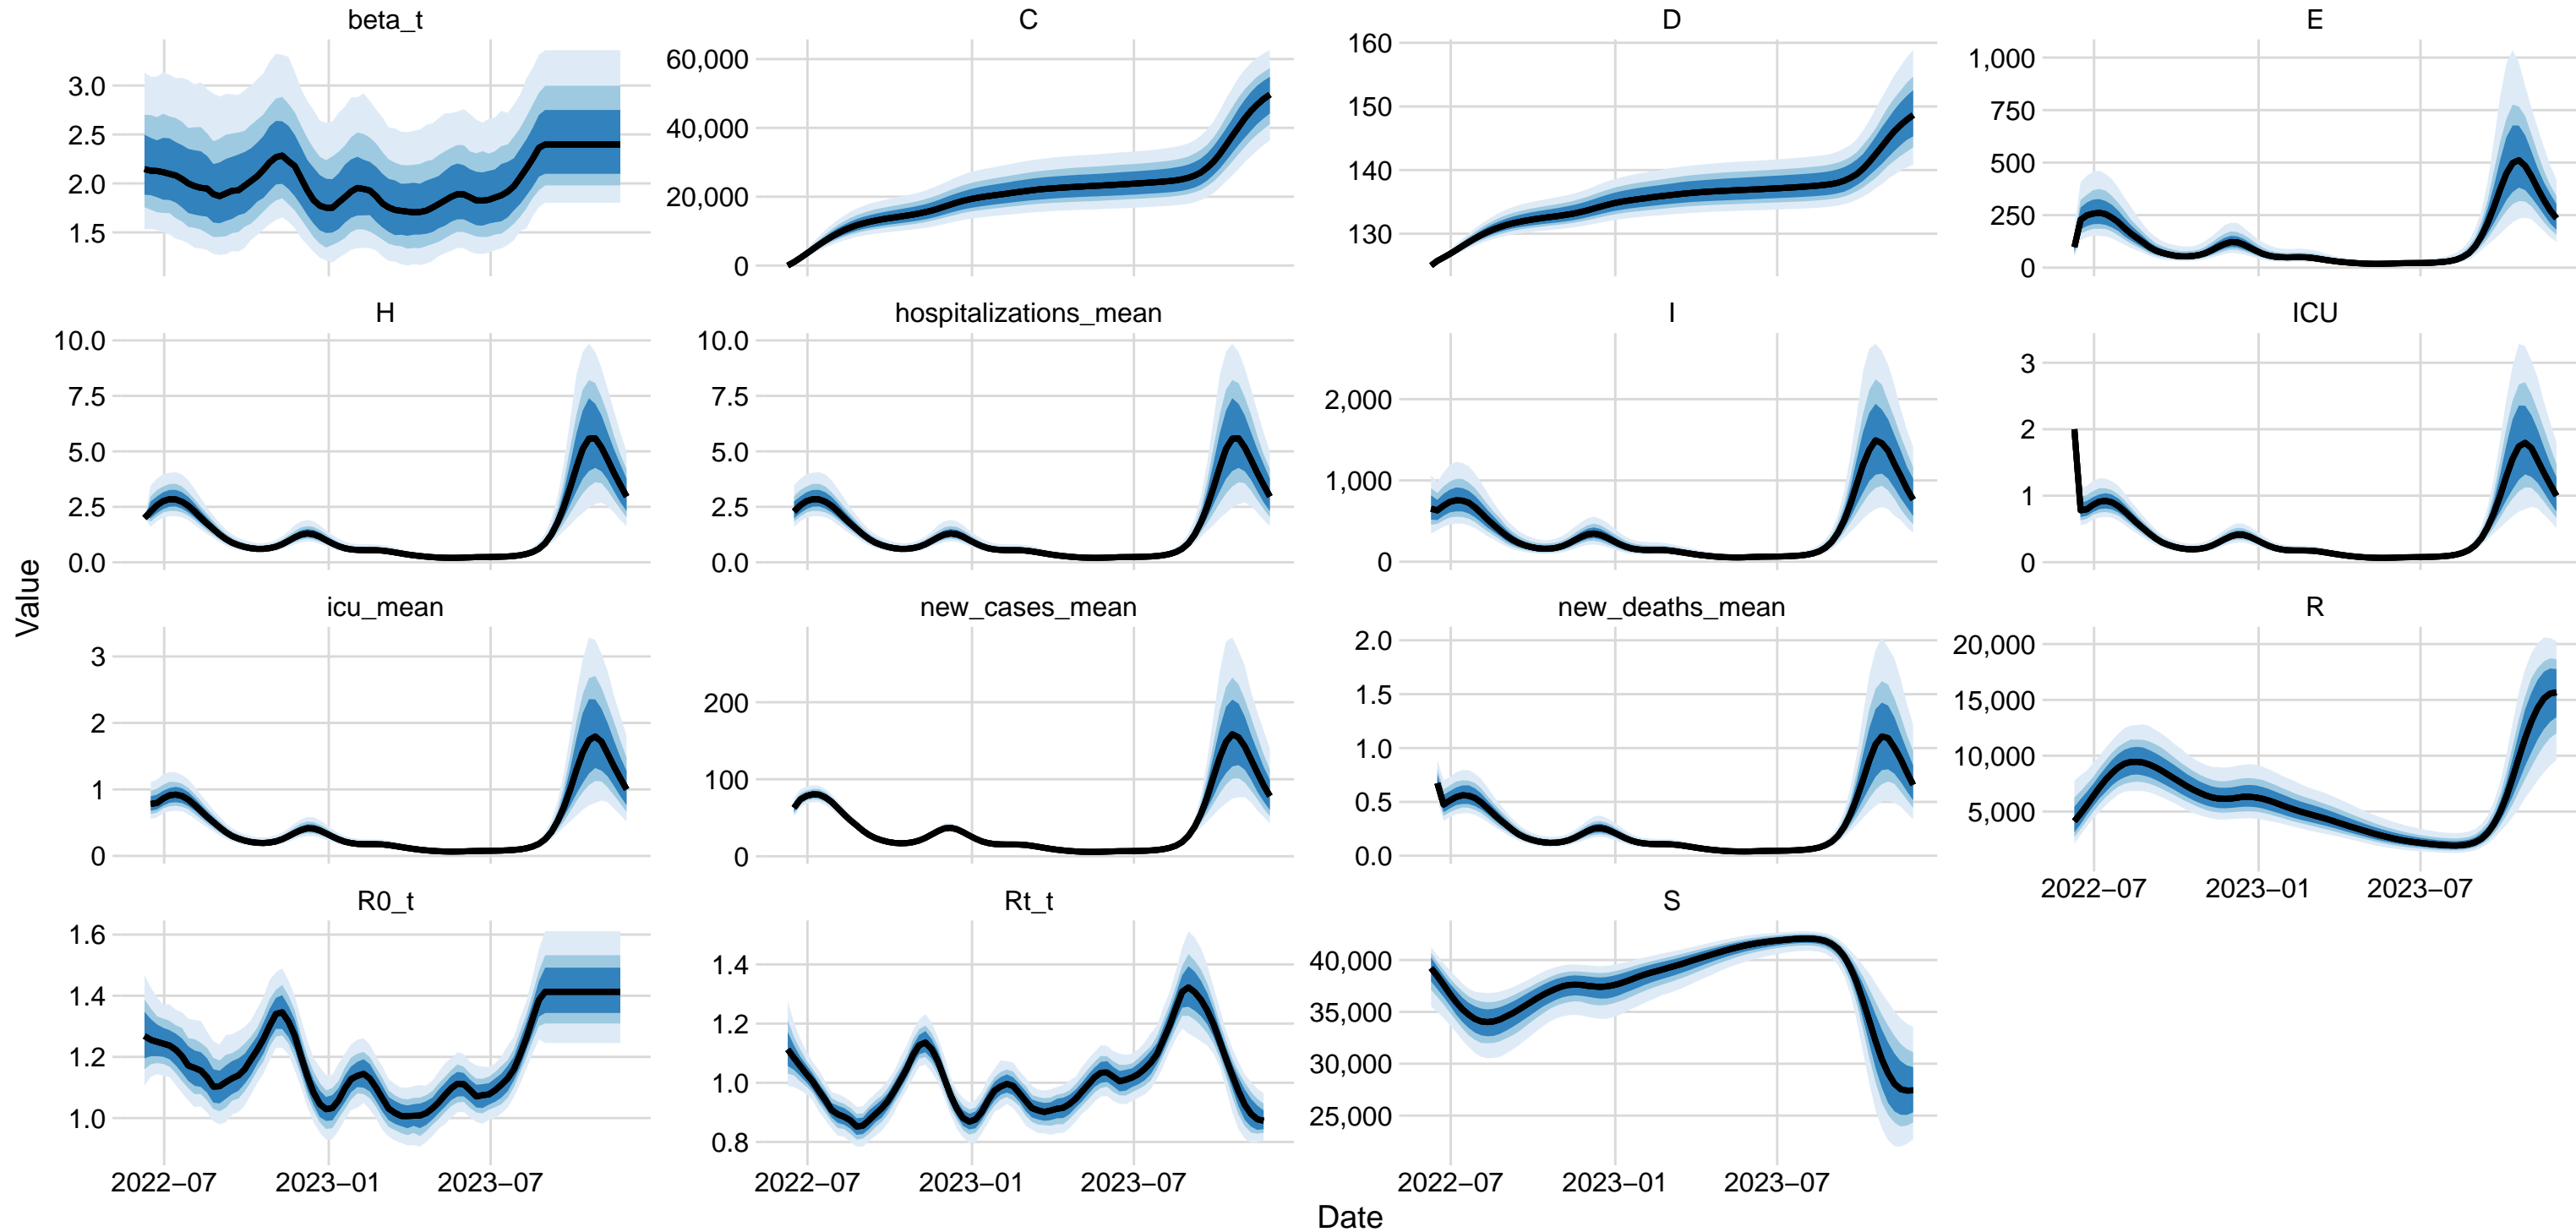 beta_t
C
D
E
3.0
2.5
2.0
1.5
60,000
40,000
20,000
0
160
150
140
130
1,000
750
500
250
0
H
hospitalizations_mean
I
ICU
10.0
7.5
5.0
2.5
0.0
10.0
7.5
5.0
2.5
0.0
2,000
1,000
0
3
2
1
0
Value
icu_mean
new_cases_mean
new_deaths_mean
R
3
2
1
0
200
100
0
2.0
1.5
1.0
0.5
0.0
20,000
15,000
10,000
5,000
2022−07 2023−01 2023−07
R0_t
Rt_t
S
1.6
1.4
1.2
1.0
1.4
1.2
1.0
0.8
40,000
35,000
30,000
25,000
2022−07 2023−01 2023−07
2022−07 2023−01 2023−07
2022−07 2023−01 2023−07
Date